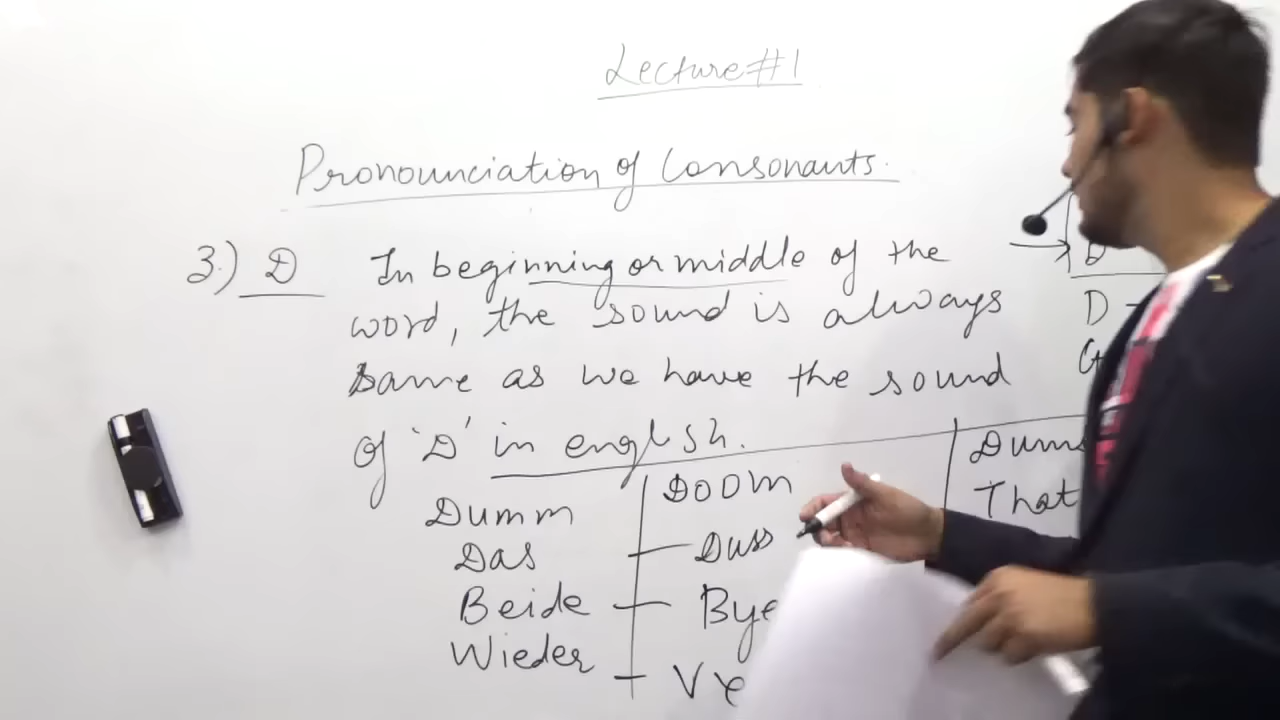 Lecture #1
Pronounciation of Consonants.
3.) D In beginning or middle of the
word, the sound is always
same as we have the sound
of 'D' in english.
D -
Dumm DOOM
Das Duss That
Beide Bye
Wieder